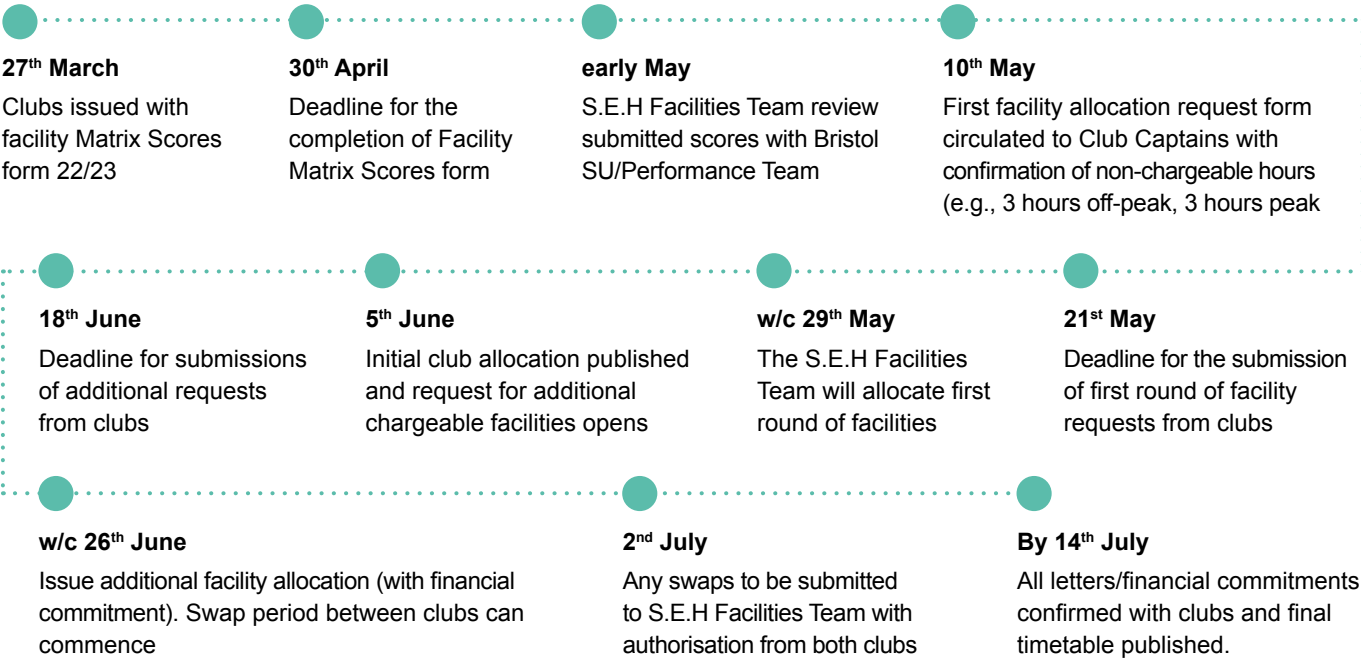 27th March
Clubs issued with
facility Matrix Scores
form 22/23
30th April
Deadline for the
completion of Facility
Matrix Scores form
early May
S.E.H Facilities Team review
submitted scores with Bristol
SU/Performance Team
10th May
First facility allocation request form
circulated to Club Captains with
confirmation of non-chargeable hours
(e.g., 3 hours off-peak, 3 hours peak
18th June
Deadline for submissions
of additional requests
from clubs
5th June
Initial club allocation published
and request for additional
chargeable facilities opens
w/c 29th May
The S.E.H Facilities
Team will allocate first
round of facilities
21st May
Deadline for the submission
of first round of facility
requests from clubs
w/c 26th June
Issue additional facility allocation (with financial
commitment). Swap period between clubs can
commence
2nd July
Any swaps to be submitted
to S.E.H Facilities Team with
authorisation from both clubs
By 14th July
All letters/financial commitments
confirmed with clubs and final
timetable published.